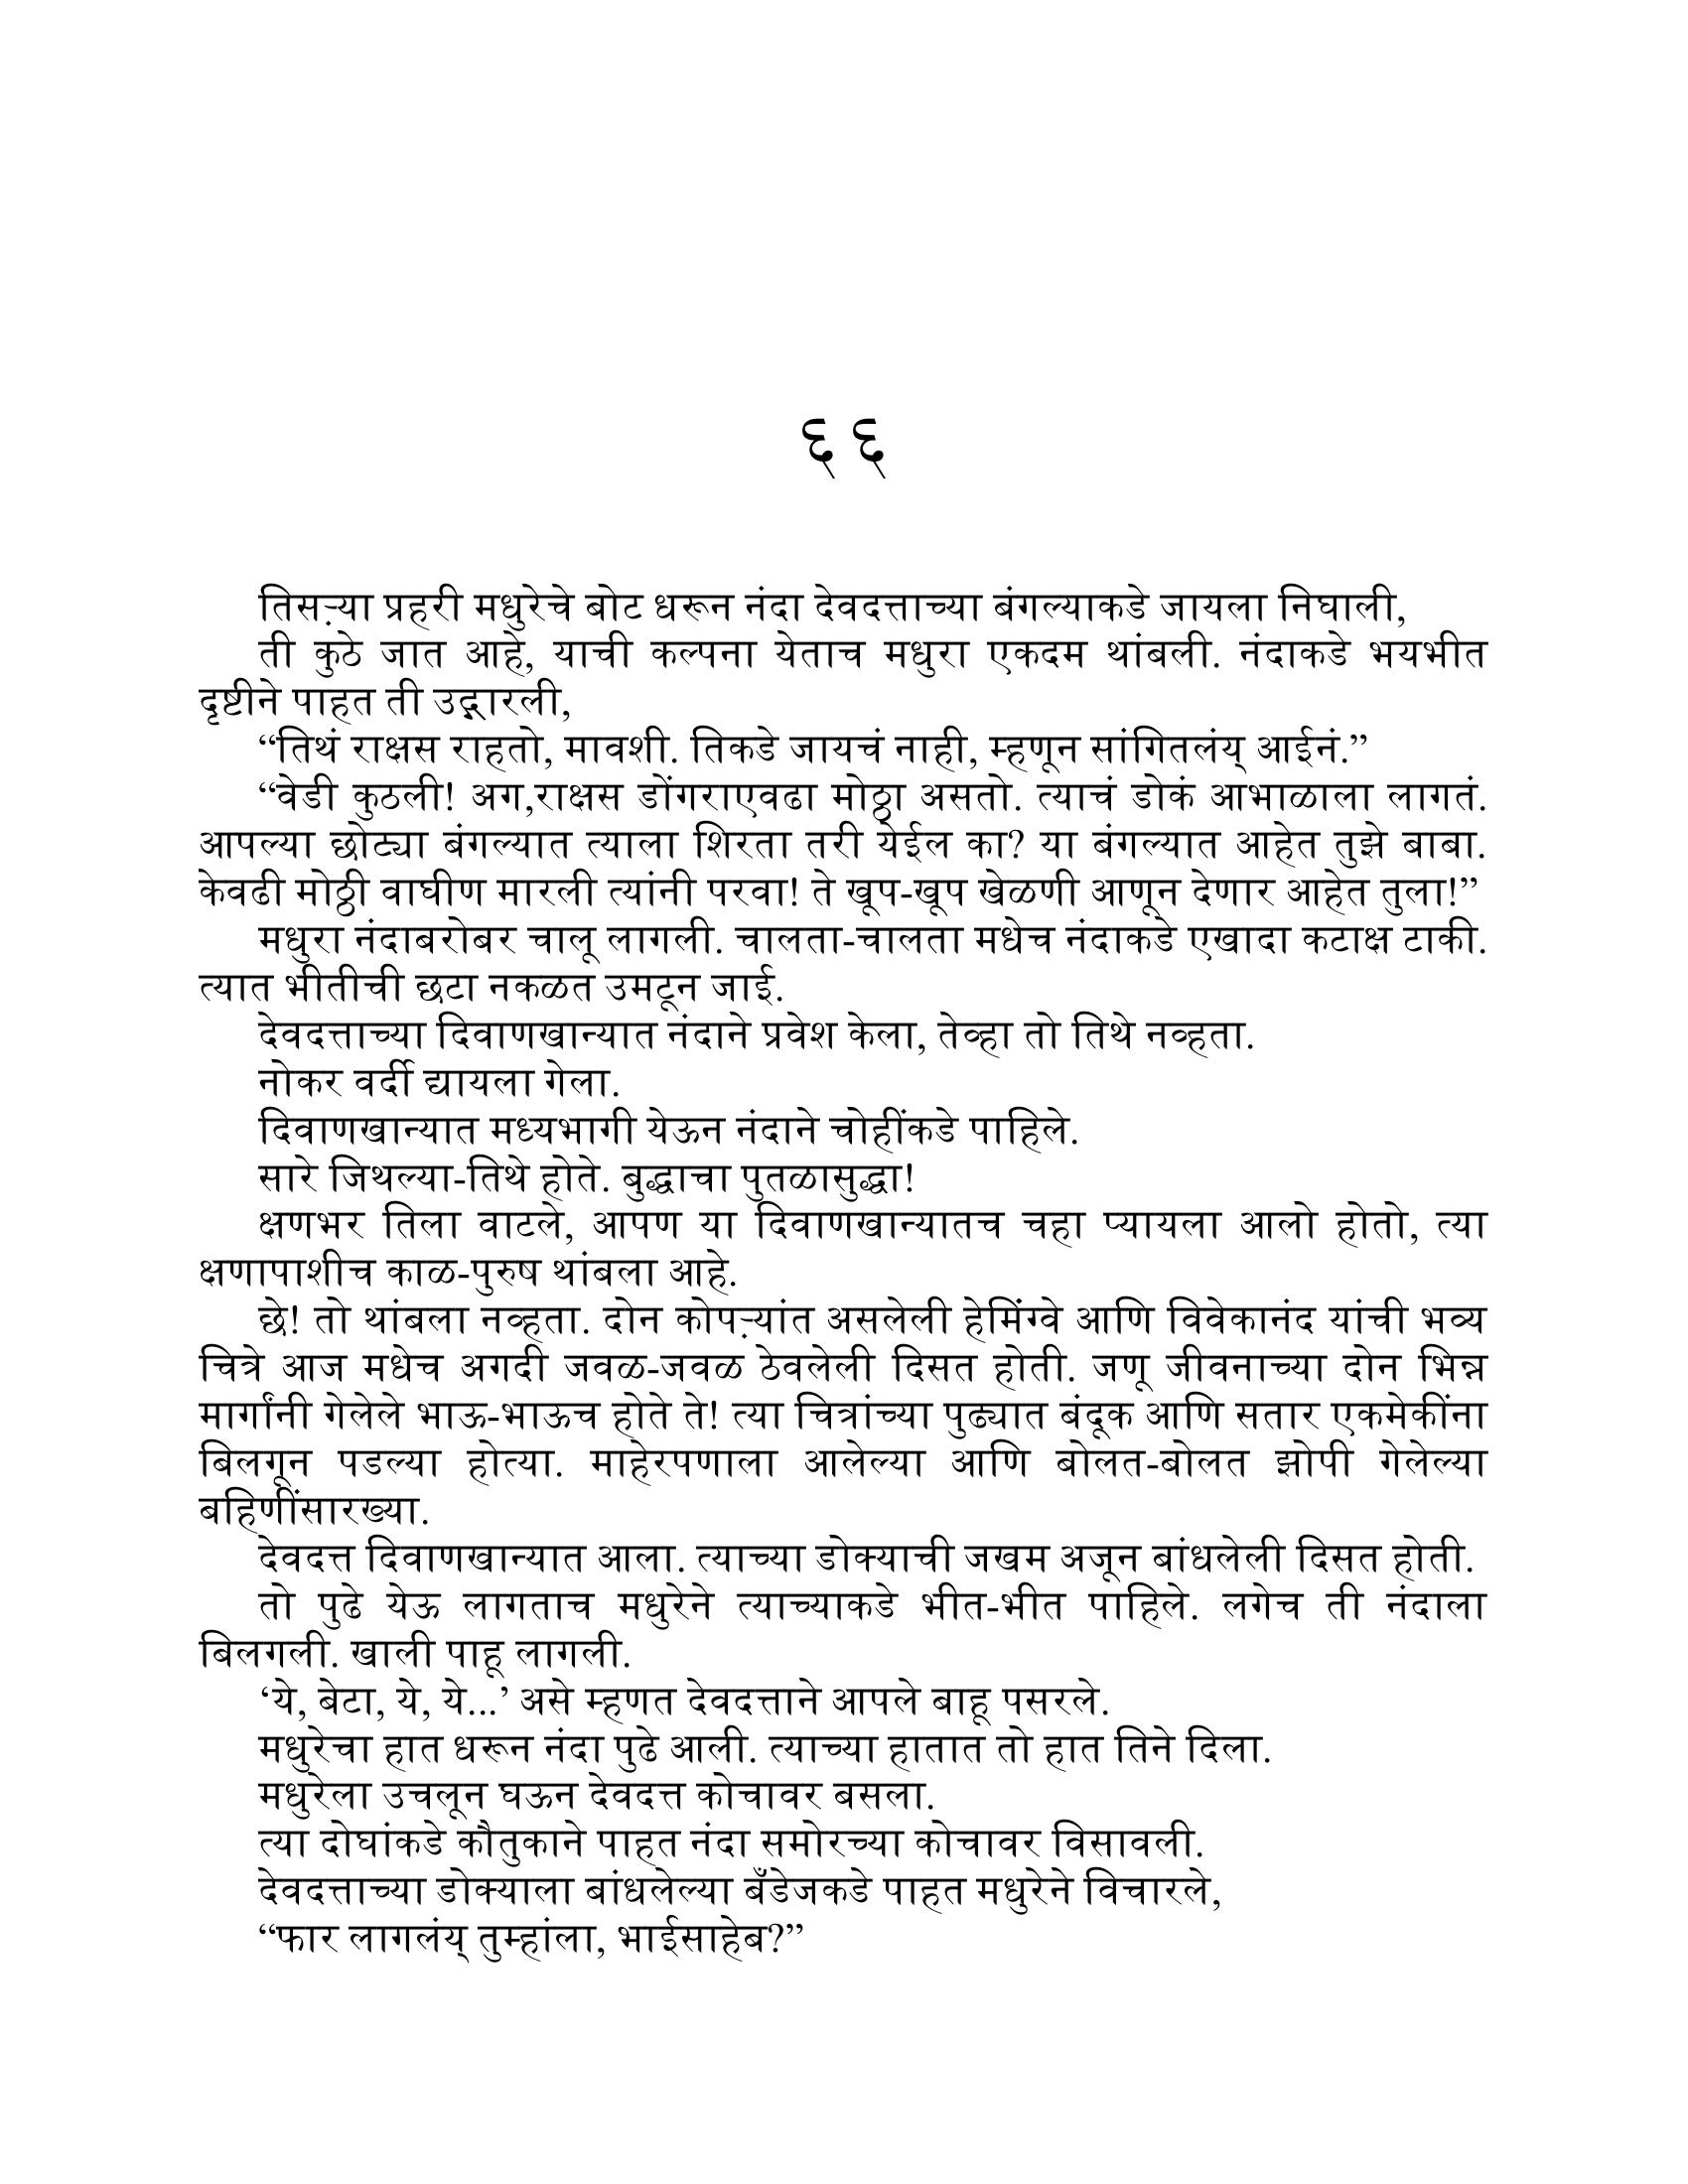 ६६
तिसऱ्या प्रहरी मधुरेचे बोट धरून नंदा देवदत्ताच्या बंगल्याकडे जायला निघाली,
ती कुठे जात आहे, याची कल्पना येताच मधुरा एकदम थांबली. नंदाकडे भयभीत
दृष्टीने पाहत ती उद्गारली,
“तिथं राक्षस राहतो, मावशी. तिकडे जायचं नाही, म्हणून सांगितलंय् आईनं.”
“वेडी कुठली! अग,राक्षस डोंगराएवढा मोठ्ठा असतो. त्याचं डोकं आभाळाला लागतं.
आपल्या छोट्या बंगल्यात त्याला शिरता तरी येईल का? या बंगल्यात आहेत तुझे बाबा.
केवढी मोठ्ठी वाघीण मारली त्यांनी परवा! ते खूप-खूप खेळणी आणून देणार आहेत तुला!”
मधुरा नंदाबरोबर चालू लागली. चालता-चालता मधेच नंदाकडे एखादा कटाक्ष टाकी.
त्यात भीतीची छटा नकळत उमटून जाई.
देवदत्ताच्या दिवाणखान्यात नंदाने प्रवेश केला, तेव्हा तो तिथे नव्हता.
नोकर वर्दी द्यायला गेला.
दिवाणखान्यात मध्यभागी येऊन नंदाने चोहींकडे पाहिले.
सारे जिथल्या-तिथे होते. बुद्धाचा पुतळासुद्धा!
क्षणभर तिला वाटले, आपण या दिवाणखान्यातच चहा प्यायला आलो होतो, त्या
क्षणापाशीच काळ-पुरुष थांबला आहे.
छे! तो थांबला नव्हता. दोन कोपऱ्यांत असलेली हेमिंग्वे आणि विवेकानंद यांची भव्य
चित्रे आज मधेच अगदी जवळ-जवळ ठेवलेली दिसत होती. जणू जीवनाच्या दोन भिन्न
मार्गांनी गेलेले भाऊ-भाऊच होते ते! त्या चित्रांच्या पुढ्यात बंदूक आणि सतार एकमेकींना
बिलगून पडल्या होत्या. माहेरपणाला आलेल्या आणि बोलत-बोलत झोपी गेलेल्या
बहिणींसारख्या.
देवदत्त दिवाणखान्यात आला. त्याच्या डोक्याची जखम अजून बांधलेली दिसत होती.
तो पुढे येऊ लागताच मधुरेने त्याच्याकडे भीत-भीत पाहिले. लगेच ती नंदाला
बिलगली. खाली पाहू लागली.
‘ये, बेटा, ये, ये...’ असे म्हणत देवदत्ताने आपले बाहू पसरले.
मधुरेचा हात धरून नंदा पुढे आली. त्याच्या हातात तो हात तिने दिला.
मधुरेला उचलून घऊन देवदत्त कोचावर बसला.
त्या दोघांकडे कौतुकाने पाहत नंदा समोरच्या कोचावर विसावली.
देवदत्ताच्या डोक्याला बांधलेल्या बँडेजकडे पाहत मधुरेने विचारले,
“फार लागलंय् तुम्हांला, भाईसाहेब?”